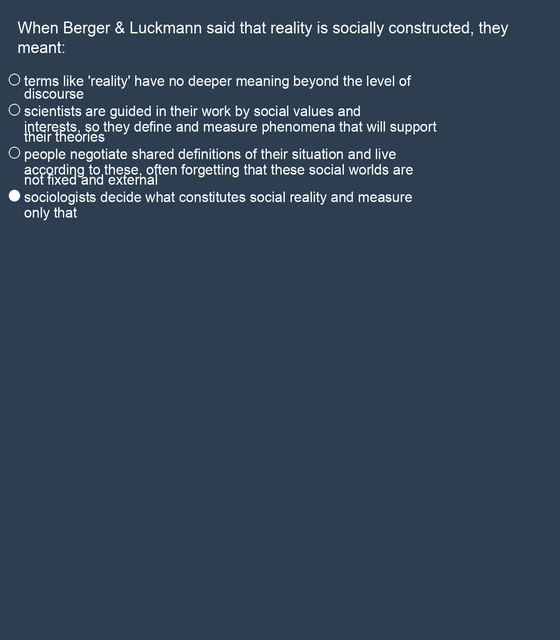 When Berger & Luckmann said that reality is socially constructed, they
meant:
terms like 'reality' have no deeper meaning beyond the level of
discourse
scientists are guided in their work by social values and
interests, so they define and measure phenomena that will support
their theories
people negotiate shared definitions of their situation and live
according to these, often forgetting that these social worlds are
not fixed and external
sociologists decide what constitutes social reality and measure
only that